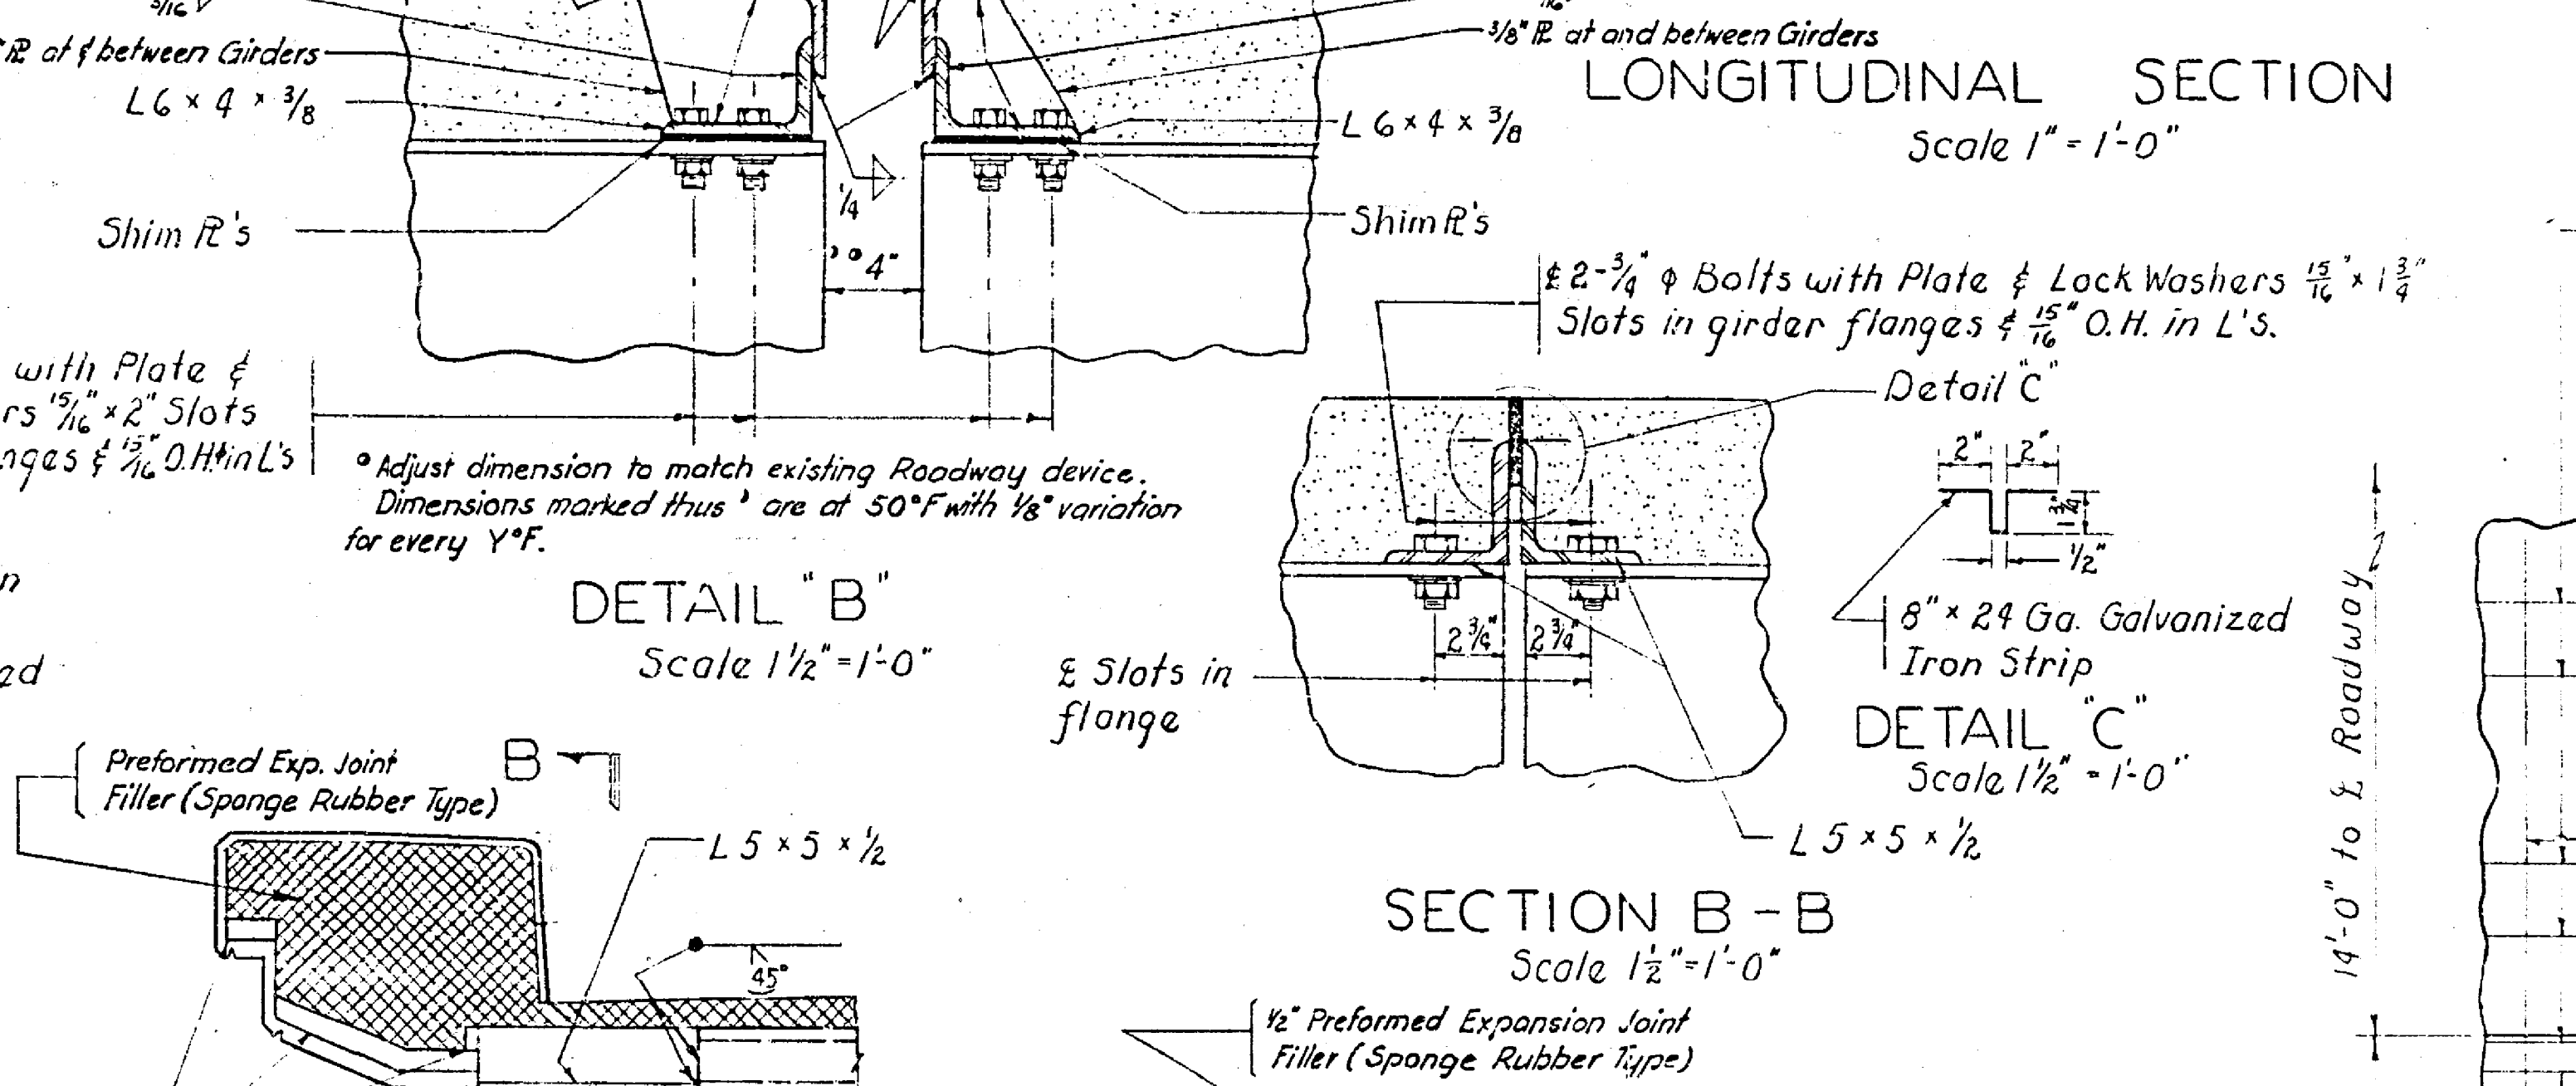 3/16
℄ at & between Girders
L 6 × 4 × 3/8
Shim ℄'s
1/4
4"
3/8" ℄ at and between Girders
L 6 × 4 × 3/8
Shim ℄'s
LONGITUDINAL SECTION
Scale 1" = 1'-0"
℄ 2-3/4" φ Bolts with Plate & Lock Washers 15/16" × 1 3/4"
Slots in girder flanges & 15/16" O.H. in L's.
with Plate &
rs 15/16" × 2" Slots
nges & 15/16" O.H. in L's
° Adjust dimension to match existing Roadway device.
Dimensions marked thus ' are at 50°F with 1/8" variation
for every Y°F.
DETAIL "B"
Scale 1 1/2" = 1'-0"
Detail "C"
2" 2"
1 3/4"
1/2"
8" × 24 Ga. Galvanized
Iron Strip
DETAIL "C"
Scale 1 1/2" = 1'-0"
2 3/4" 2 3/4"
℄ Slots in
flange
L 5 × 5 × 1/2
SECTION B-B
Scale 1 1/2" = 1'-0"
n
ed
Preformed Exp. Joint
Filler (Sponge Rubber Type)
B
L 5 × 5 × 1/2
45°
1/2" Preformed Expansion Joint
Filler (Sponge Rubber Type)
14'-0" to ℄ Roadway